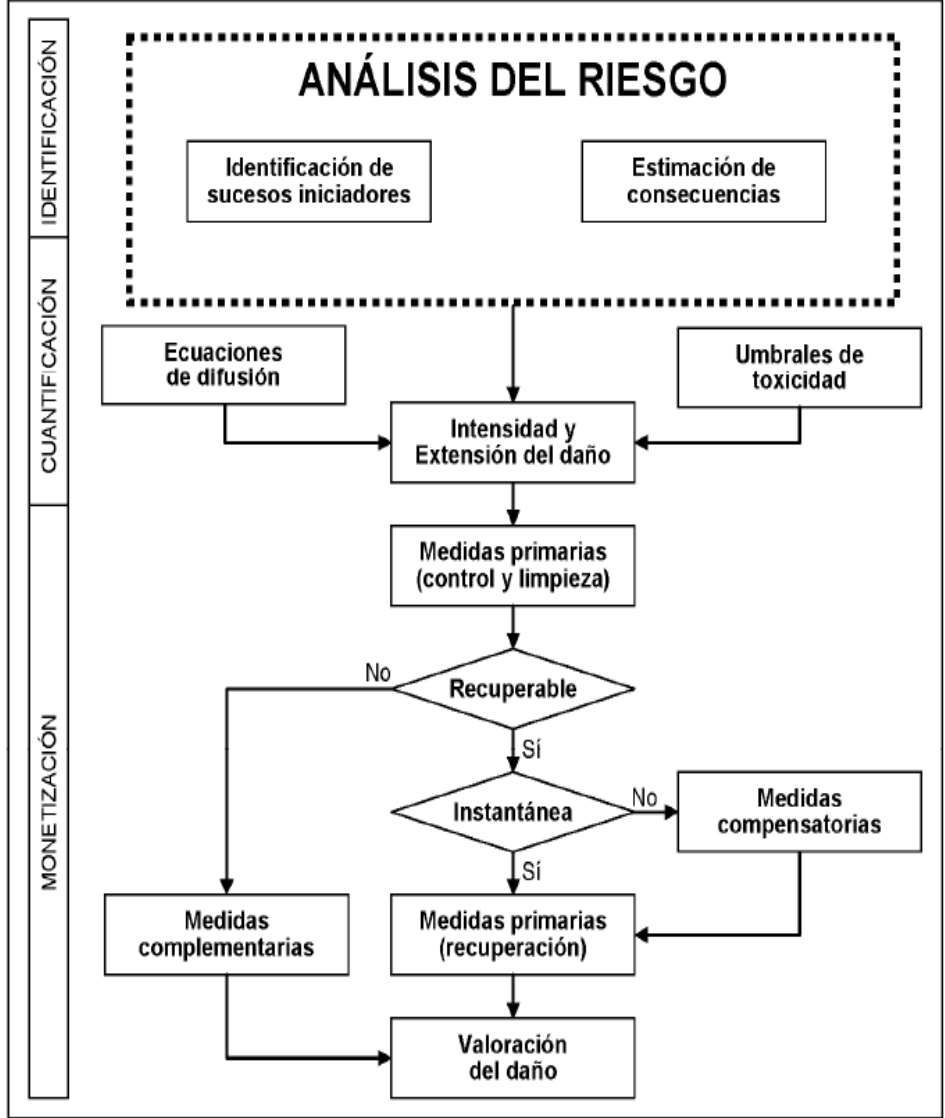 IDENTIFICACIÓN
ANÁLISIS DEL RIESGO
Identificación de
sucesos iniciadores
Estimación de
consecuencias
CUANTIFICACIÓN
Ecuaciones
de difusión
Umbrales de
toxicidad
Intensidad y
Extensión del daño
MONETIZACIÓN
Medidas primarias
(control y limpieza)
Recuperable
No
Sí
Instantánea
No
Sí
Medidas
compensatorias
Medidas
complementarias
Medidas primarias
(recuperación)
Valoración
del daño